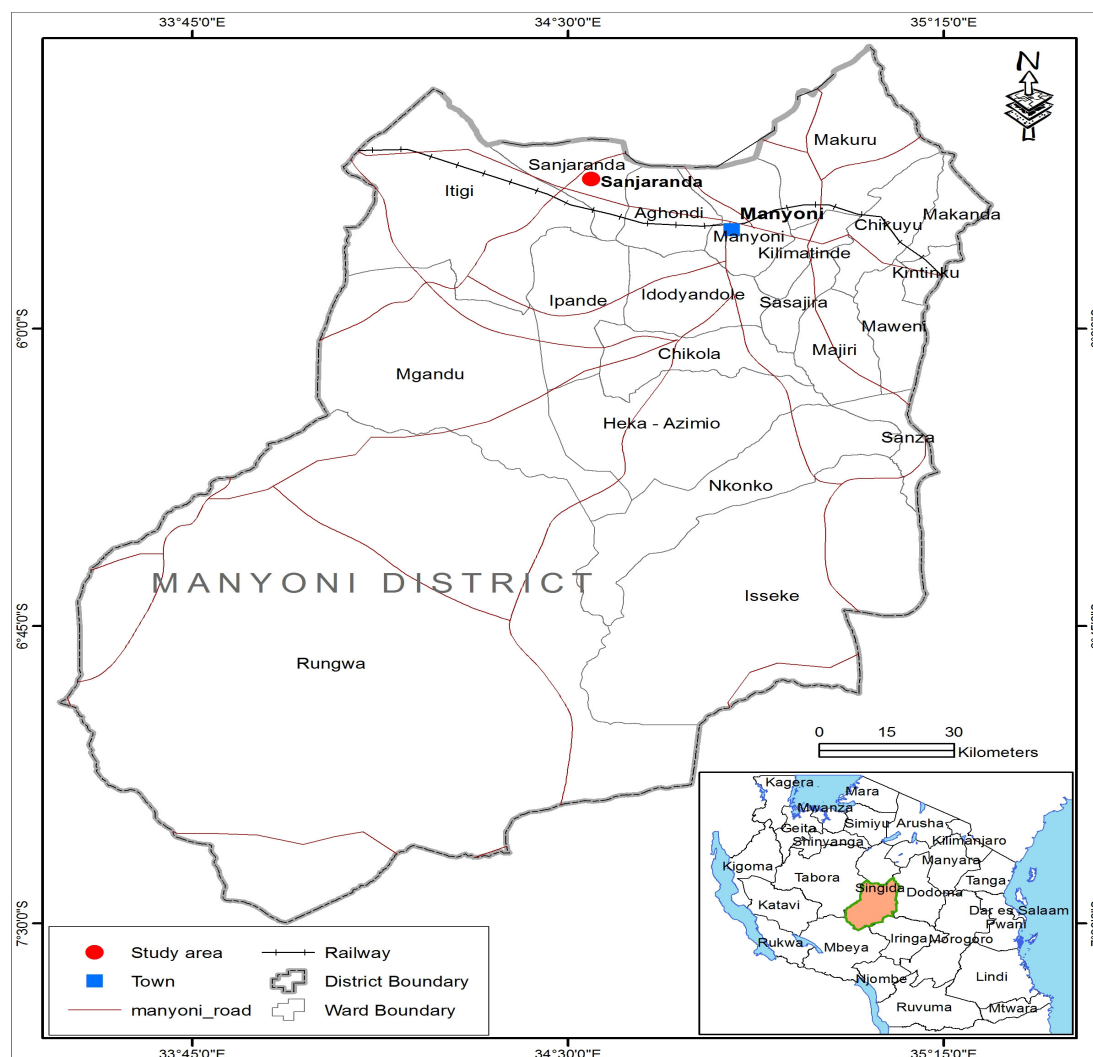 33°45'0"E
34°30'0"E
35°15'0"E
N
Makuru
Sanjaranda
Sanjaranda
Itigi
Aghondi
Manyoni
Makanda
Chikuyu
Manyoni
Kilimatinde
Kintinku
Ipande
Idodyandole
Sasajira
Maweni
6°0'0"S
Chikola
Majiri
Mgandu
Heka - Azimio
Sanza
Nkonko
MANYONI DISTRICT
Isseke
6°45'0"S
Rungwa
0 15 30
Kilometers
Kagera
Mara
Mwanza
Simiyu
Arusha
Geita
Shinyanga
Kilimanjaro
Kigoma
Manyara
Tabora
Tanga
Singida
Dodoma
Katavi
Dar es Salaam
Pwani
7°30'0"S
Rukwa
Mbeya
Iringa
Morogoro
Njombe
Lindi
Ruvuma
Mtwara
Study area
Railway
Town
District Boundary
manyoni_road
Ward Boundary
33°45'0"E
34°30'0"E
35°15'0"E